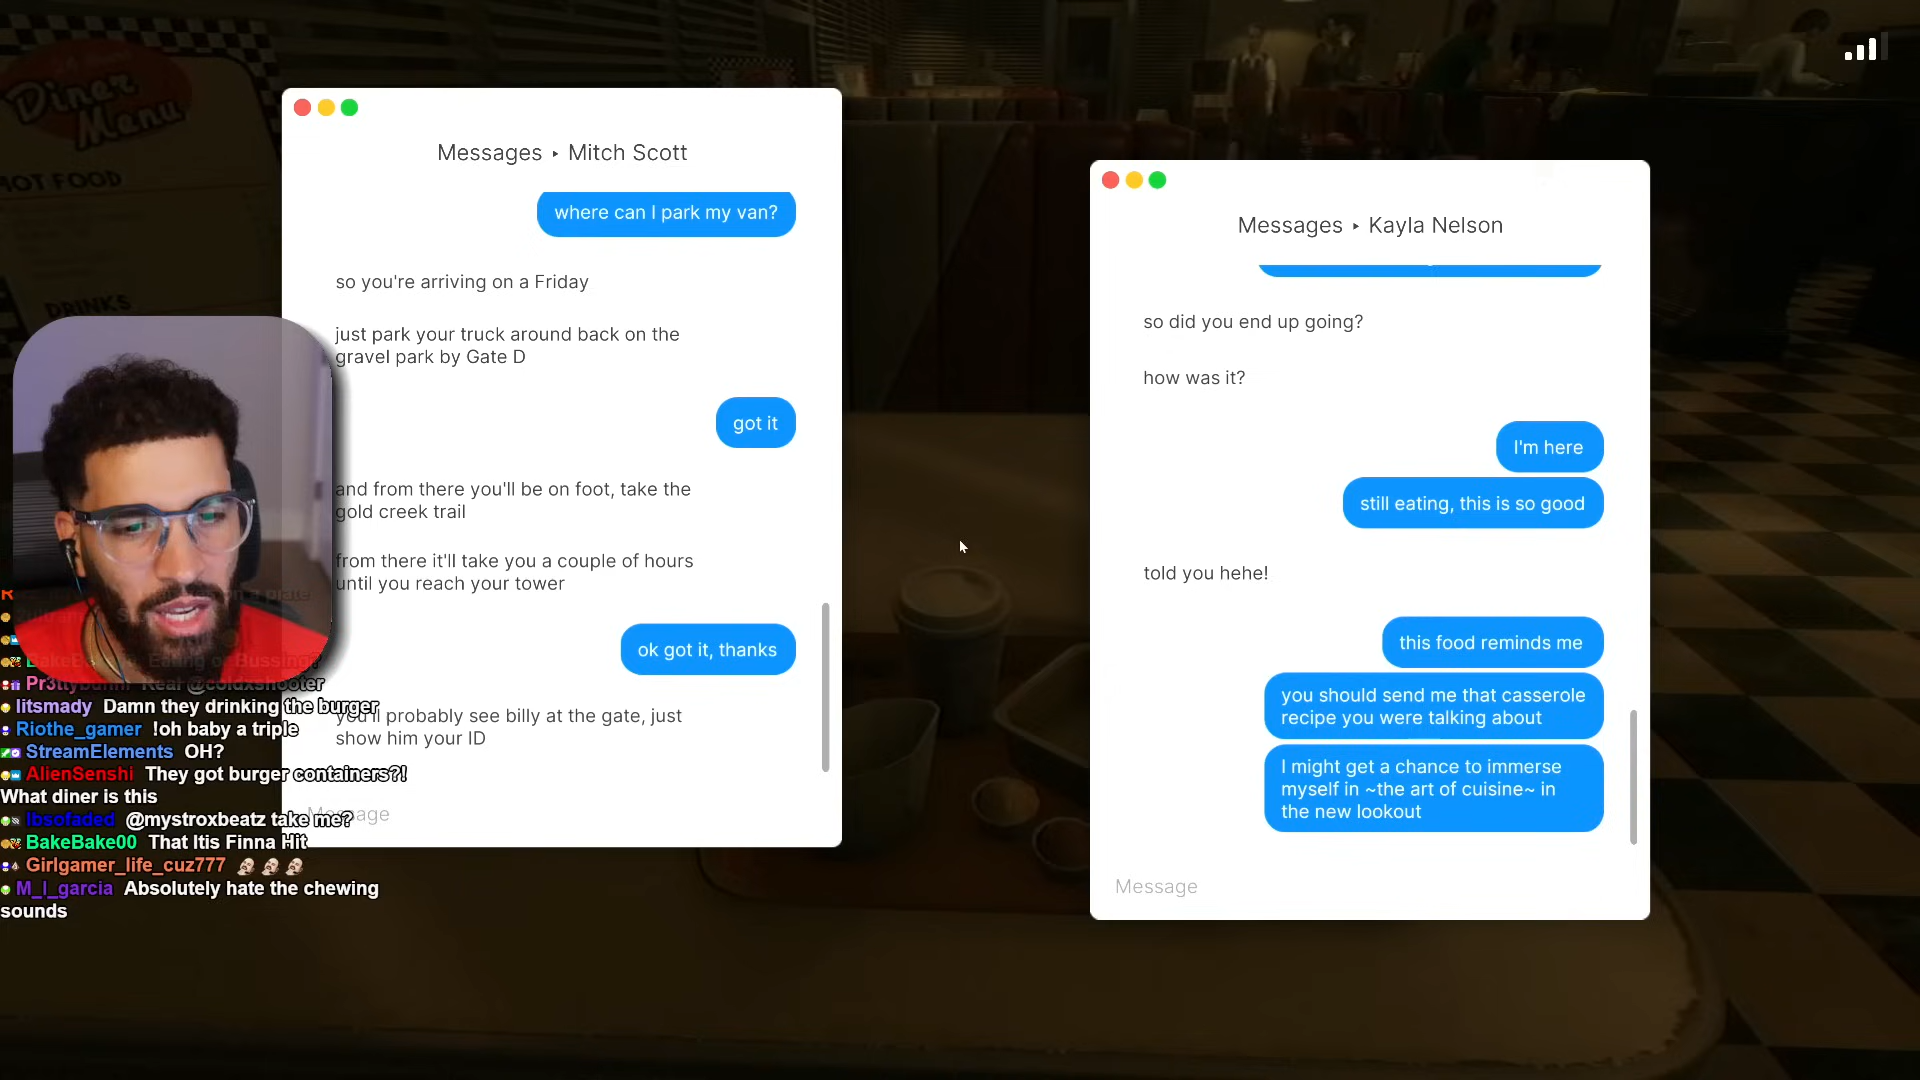 Diner
Menu
HOT FOOD
DRINKS
Messages ‣ Mitch Scott
where can I park my van?
so you're arriving on a Friday
just park your truck around back on the
gravel park by Gate D
got it
and from there you'll be on foot, take the
gold creek trail
from there it'll take you a couple of hours
until you reach your tower
ok got it, thanks
you'll probably see billy at the gate, just
show him your ID
Message
Messages ‣ Kayla Nelson
so did you end up going?
how was it?
I'm here
still eating, this is so good
told you hehe!
this food reminds me
you should send me that casserole
recipe you were talking about
I might get a chance to immerse
myself in ~the art of cuisine~ in
the new lookout
Message
on a plate
Eating or Bussing?
Real @coldxshooter
Iitsmady Damn they drinking the burger
Riothe_gamer !oh baby a triple
StreamElements OH?
AlienSenshi They got burger containers?!
What diner is this
Ibsofaded @mystroxbeatz take me?
BakeBake00 That Itis Finna Hit
Girlgamer_life_cuz777
M_I_garcia Absolutely hate the chewing
sounds